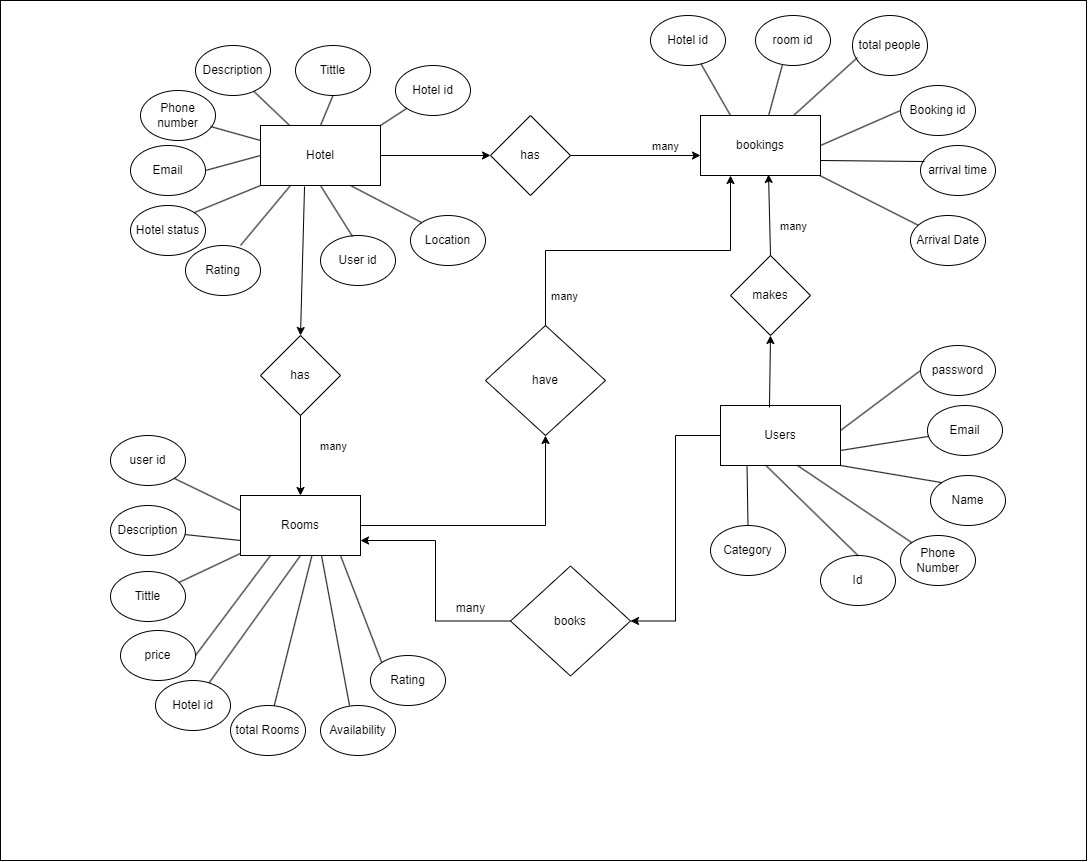 Hotel id
room id
total people
Description
Tittle
Hotel id
Phone
number
Booking id
Hotel
has
many
bookings
Email
arrival time
Hotel status
many
Location
Arrival Date
Rating
User id
many
makes
has
have
password
Users
Email
many
user id
Name
Rooms
Description
Category
Phone
Number
Id
Tittle
many
books
price
Rating
Hotel id
total Rooms
Availability